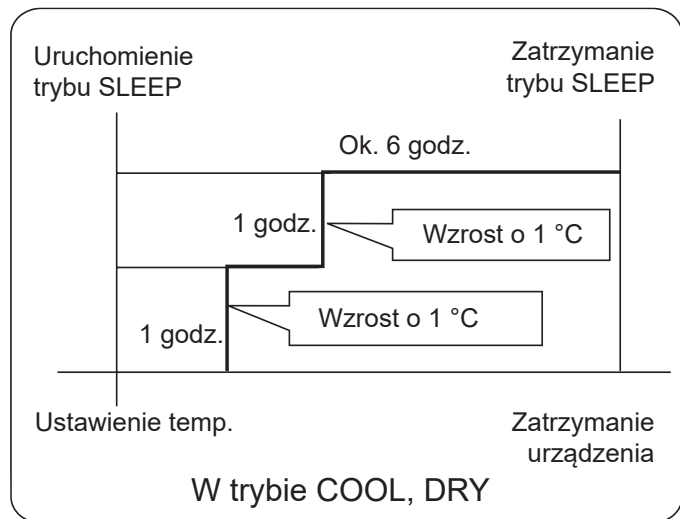 Uruchomienie
trybu SLEEP
Zatrzymanie
trybu SLEEP
Ok. 6 godz.
1 godz.
Wzrost o 1 °C
1 godz.
Wzrost o 1 °C
Ustawienie temp.
Zatrzymanie
urządzenia
W trybie COOL, DRY